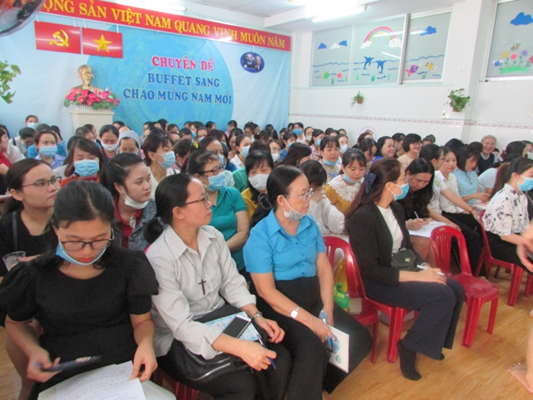 ỘNG SẢN VIỆT NAM QUANG VINH MUÔN NĂM
CHUYÊN ĐỀ
BUFFET SÁNG
CHÀO MỪNG NĂM MỚI